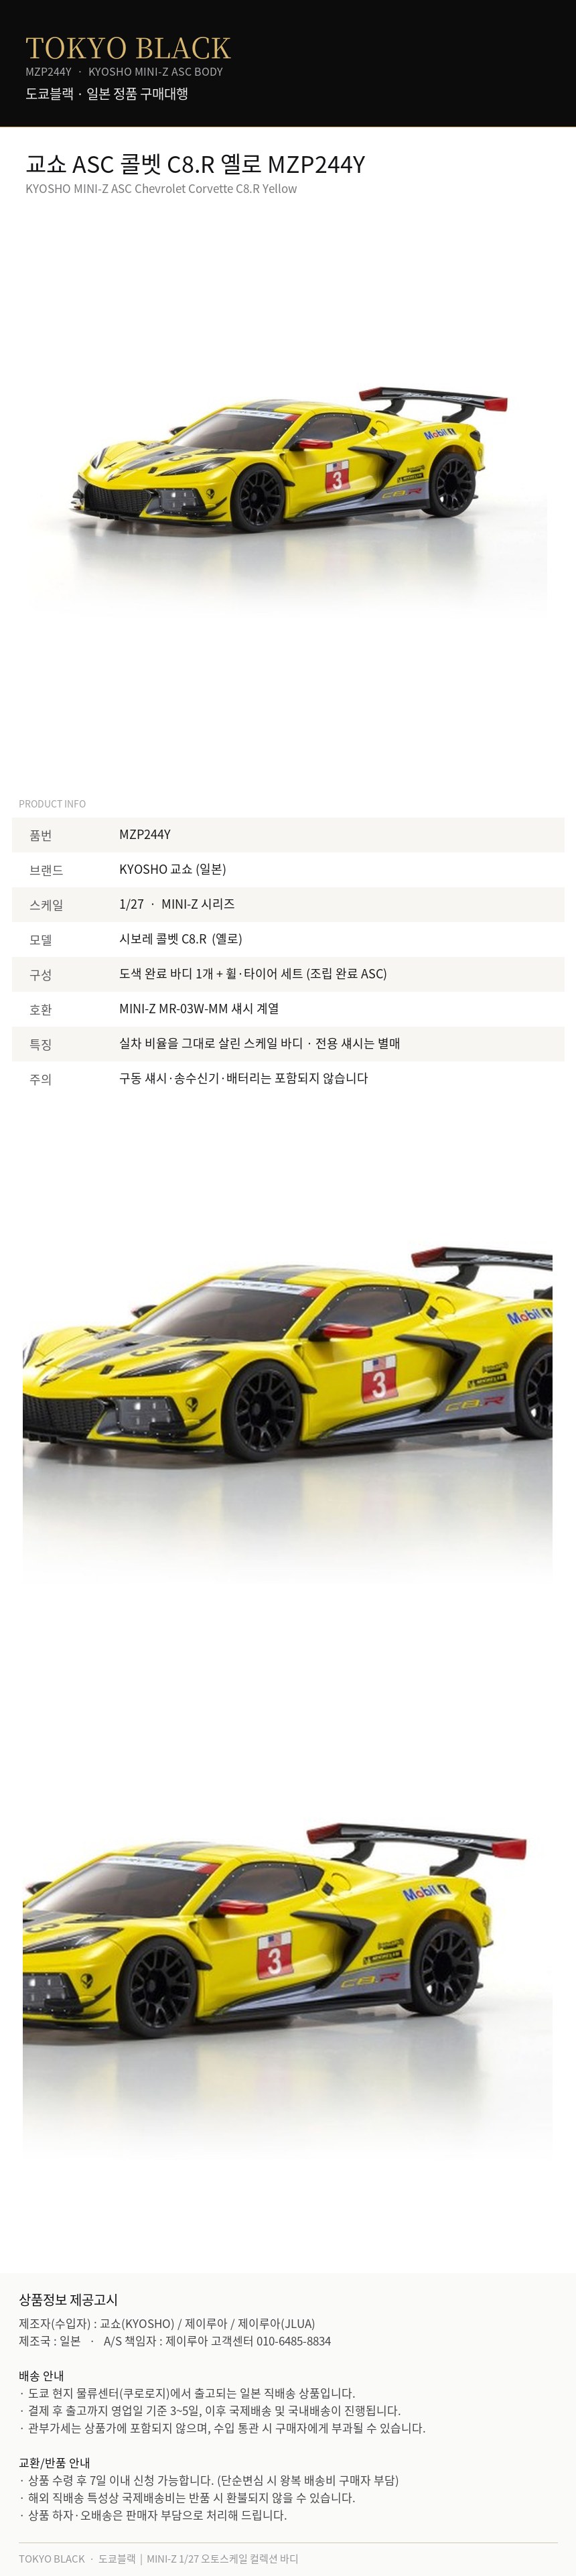 TOKYO BLACK
MZP244Y · KYOSHO MINI-Z ASC BODY
도쿄블랙 · 일본 정품 구매대행
교쇼 ASC 콜벳 C8.R 옐로 MZP244Y
KYOSHO MINI-Z ASC Chevrolet Corvette C8.R Yellow
Mobil 1
3
C8.R
PRODUCT INFO
품번 MZP244Y
브랜드 KYOSHO 교쇼 (일본)
스케일 1/27 · MINI-Z 시리즈
모델 시보레 콜벳 C8.R (옐로)
구성 도색 완료 바디 1개 + 휠·타이어 세트 (조립 완료 ASC)
호환 MINI-Z MR-03W-MM 섀시 계열
특징 실차 비율을 그대로 살린 스케일 바디 · 전용 섀시는 별매
주의 구동 섀시·송수신기·배터리는 포함되지 않습니다
CORVETTE
Mobil
3
3
MICHELIN
C8.R
CORVETTE
Mobil 1
3
3
MICHELIN
C8.R
상품정보 제공고시
제조자(수입자) : 교쇼(KYOSHO) / 제이루아 / 제이루아(JLUA)
제조국 : 일본 · A/S 책임자 : 제이루아 고객센터 010-6485-8834
배송 안내
· 도쿄 현지 물류센터(쿠로로지)에서 출고되는 일본 직배송 상품입니다.
· 결제 후 출고까지 영업일 기준 3~5일, 이후 국제배송 및 국내배송이 진행됩니다.
· 관부가세는 상품가에 포함되지 않으며, 수입 통관 시 구매자에게 부과될 수 있습니다.
교환/반품 안내
· 상품 수령 후 7일 이내 신청 가능합니다. (단순변심 시 왕복 배송비 구매자 부담)
· 해외 직배송 특성상 국제배송비는 반품 시 환불되지 않을 수 있습니다.
· 상품 하자·오배송은 판매자 부담으로 처리해 드립니다.
TOKYO BLACK · 도쿄블랙 | MINI-Z 1/27 오토스케일 컬렉션 바디